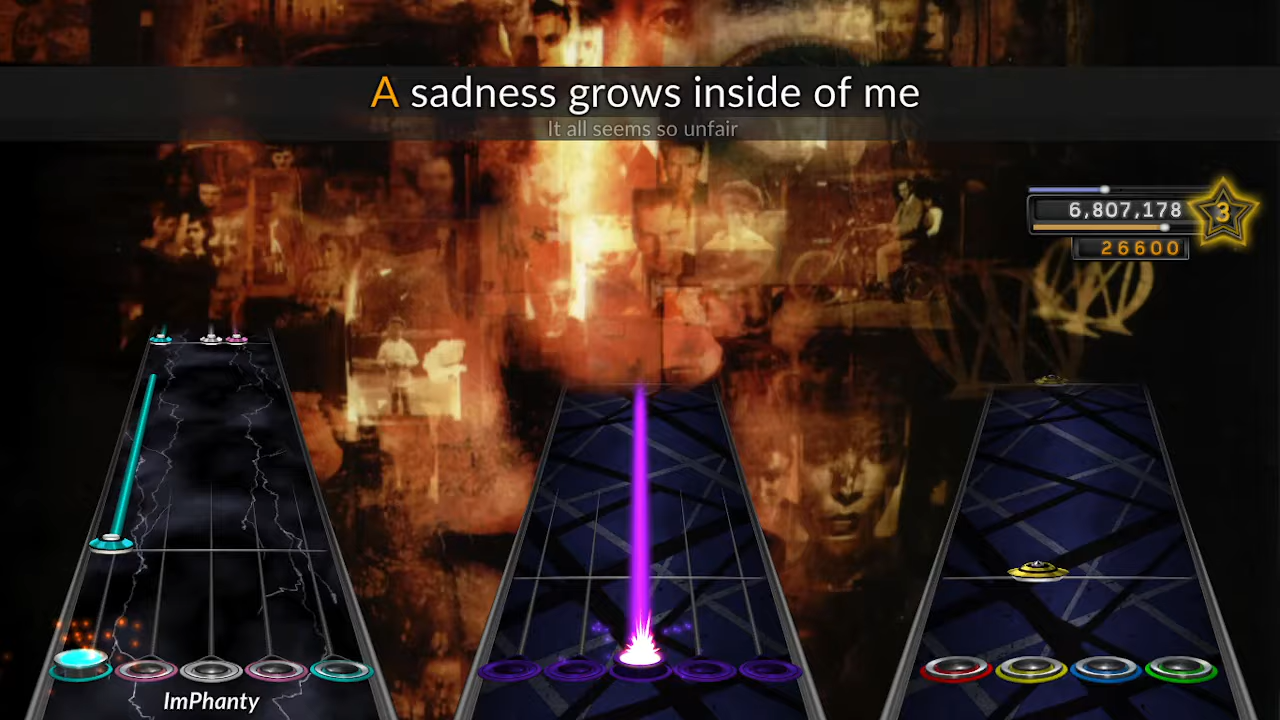 A sadness grows inside of me
It all seems so unfair
6,807,178
3
26600
ImPhanty